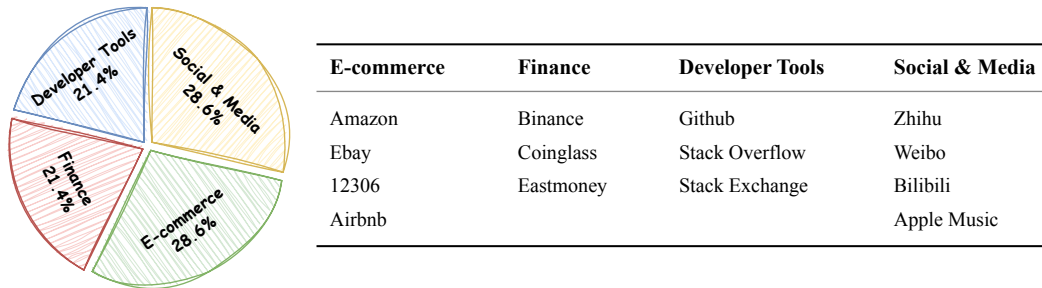 Developer Tools
21.4%
Social & Media
28.6%
Finance
21.4%
E-commerce
28.6%
E-commerce Finance Developer Tools Social & Media
Amazon Binance Github Zhihu
Ebay Coinglass Stack Overflow Weibo
12306 Eastmoney Stack Exchange Bilibili
Airbnb Apple Music